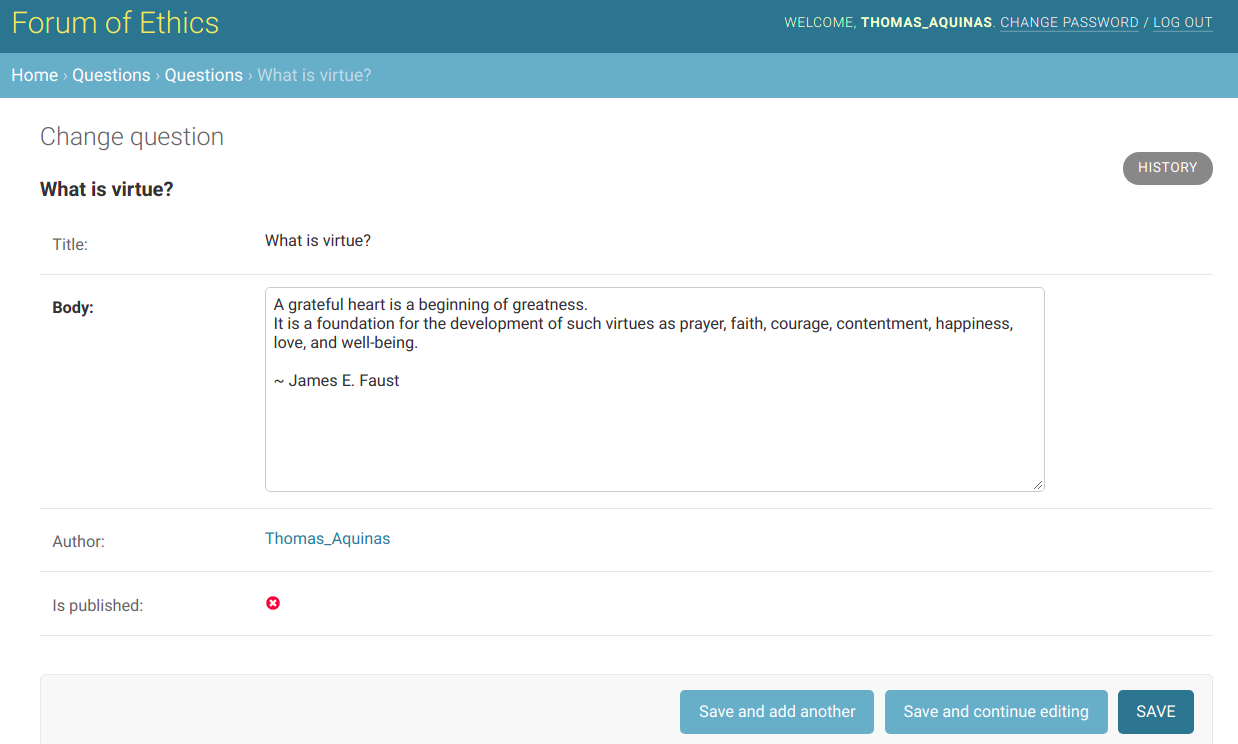 Forum of Ethics
WELCOME, THOMAS_AQUINAS. CHANGE PASSWORD / LOG OUT
Home › Questions › Questions › What is virtue?
Change question
HISTORY
What is virtue?
Title: What is virtue?
Body:
A grateful heart is a beginning of greatness.
It is a foundation for the development of such virtues as prayer, faith, courage, contentment, happiness,
love, and well-being.
~ James E. Faust
Author: Thomas_Aquinas
Is published:
Save and add another
Save and continue editing
SAVE